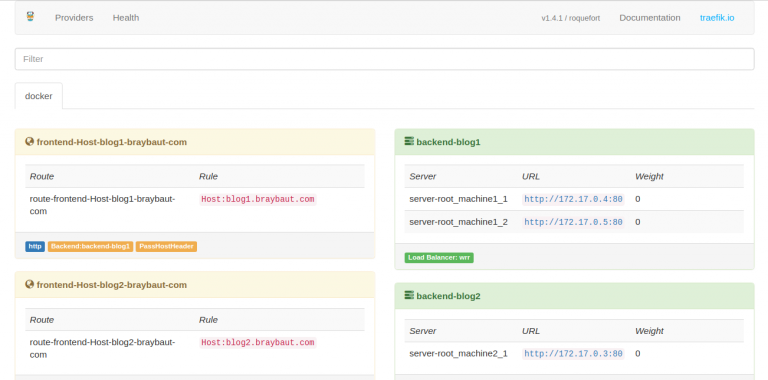 Providers Health v1.4.1 / roquefort Documentation traefik.io
Filter
docker
frontend-Host-blog1-braybaut-com
Route Rule
route-frontend-Host-blog1-braybaut- Host:blog1.braybaut.com
com
http Backend:backend-blog1 PassHostHeader
frontend-Host-blog2-braybaut-com
Route Rule
route-frontend-Host-blog2-braybaut- Host:blog2.braybaut.com
com
backend-blog1
Server URL Weight
server-root_machine1_1 http://172.17.0.4:80 0
server-root_machine1_2 http://172.17.0.5:80 0
Load Balancer: wrr
backend-blog2
Server URL Weight
server-root_machine2_1 http://172.17.0.3:80 0